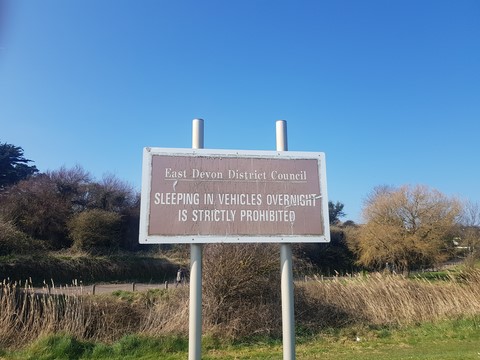 East Devon District Council
SLEEPING IN VEHICLES OVERNIGHT
IS STRICTLY PROHIBITED